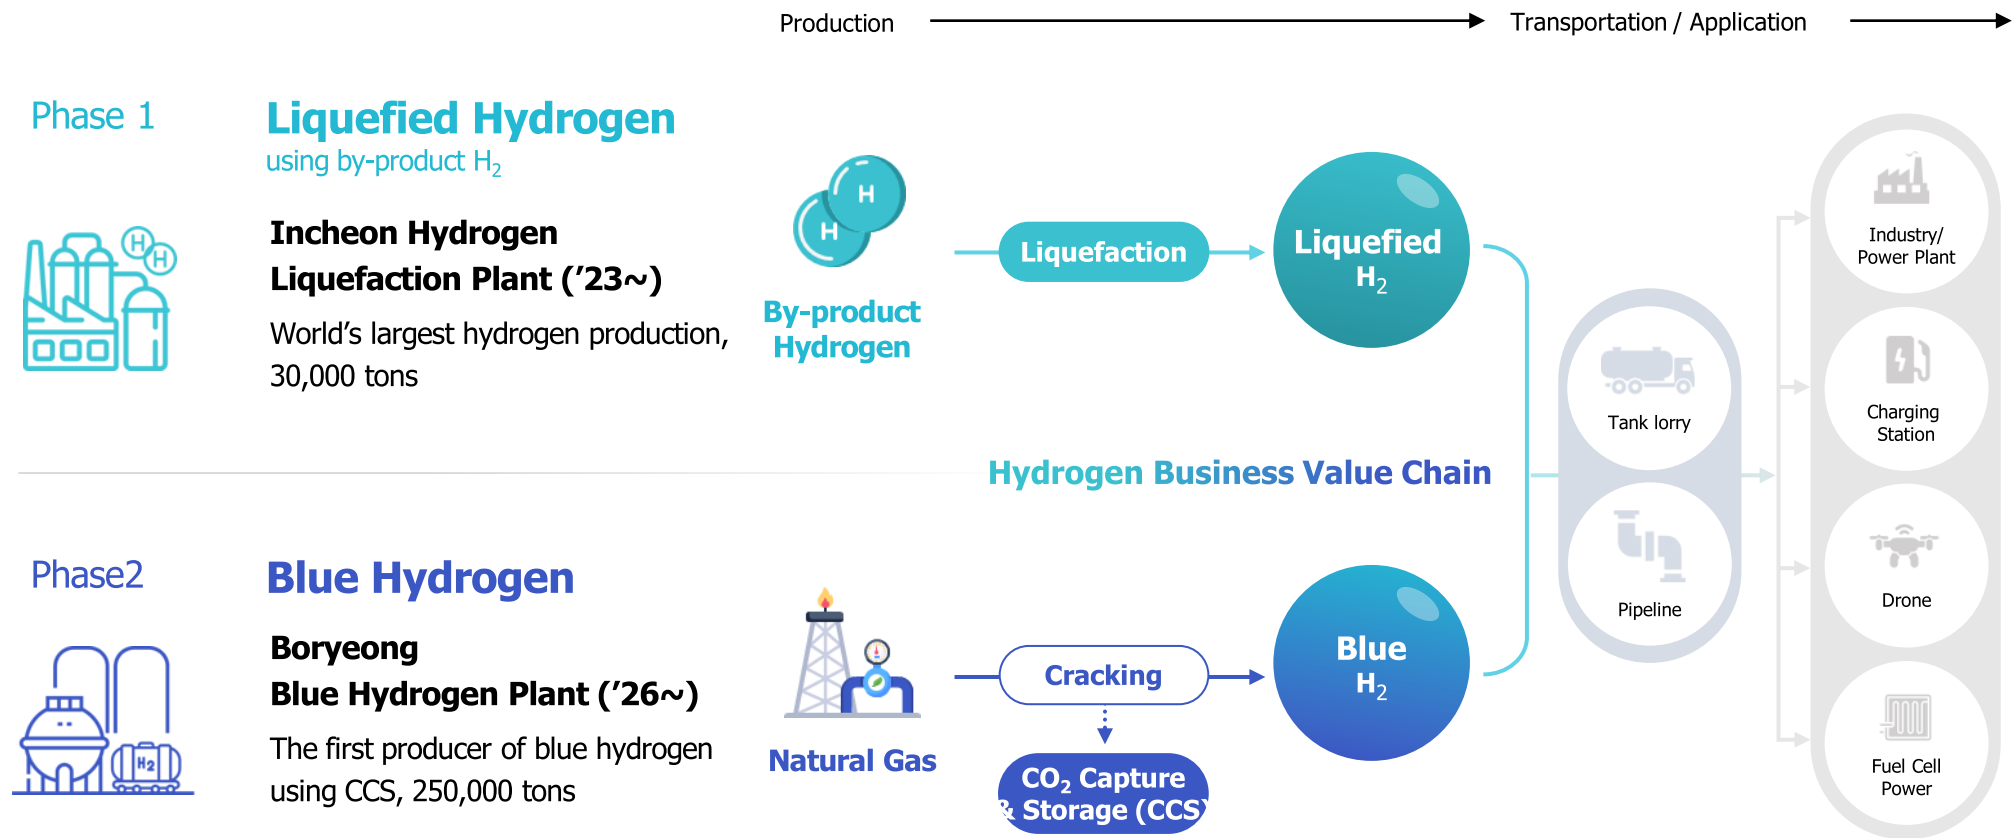 Production
Transportation / Application
Phase 1
Liquefied Hydrogen
using by-product H₂
H
H
Incheon Hydrogen
Liquefaction Plant (’23~)
World’s largest hydrogen production,
30,000 tons
H
H
By-product
Hydrogen
Liquefaction
Liquefied
H₂
Hydrogen Business Value Chain
Phase2
Blue Hydrogen
H₂
Boryeong
Blue Hydrogen Plant (’26~)
The first producer of blue hydrogen
using CCS, 250,000 tons
Natural Gas
Cracking
CO₂ Capture
& Storage (CCS)
Blue
H₂
Tank lorry
Pipeline
Industry/
Power Plant
Charging
Station
Drone
Fuel Cell
Power